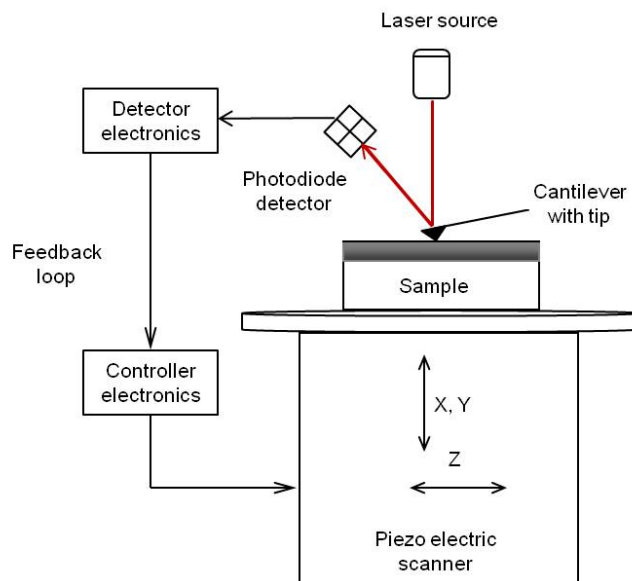 Laser source
Detector
electronics
Photodiode
detector
Cantilever
with tip
Feedback
loop
Sample
Controller
electronics
X, Y
Z
Piezo electric
scanner